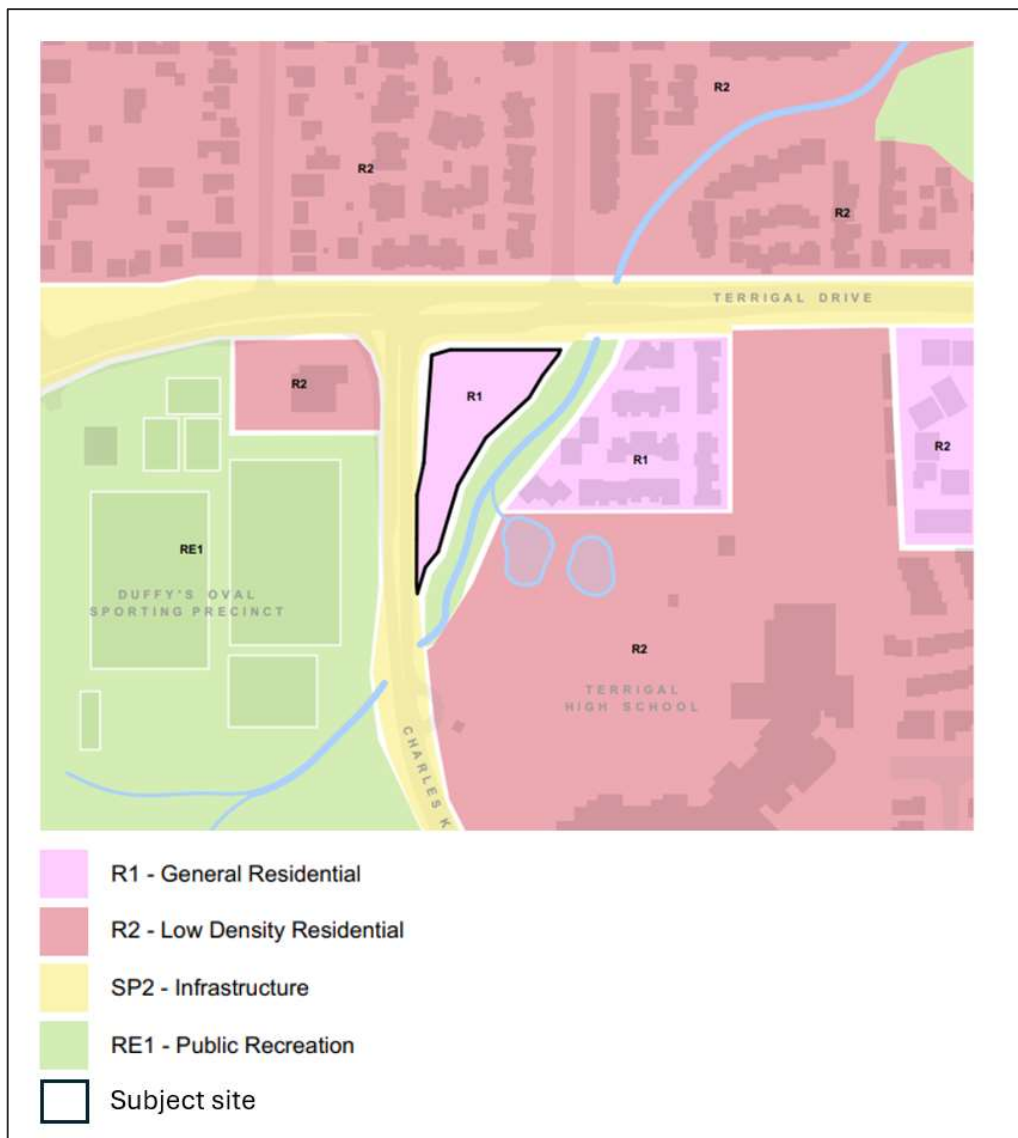 R2
R2
R2
TERRIGAL DRIVE
R2
R1
R1
R2
RE1
DUFFY'S OVAL
SPORTING PRECINCT
R2
TERRIGAL
HIGH SCHOOL
CHARLES K
R1 - General Residential
R2 - Low Density Residential
SP2 - Infrastructure
RE1 - Public Recreation
Subject site